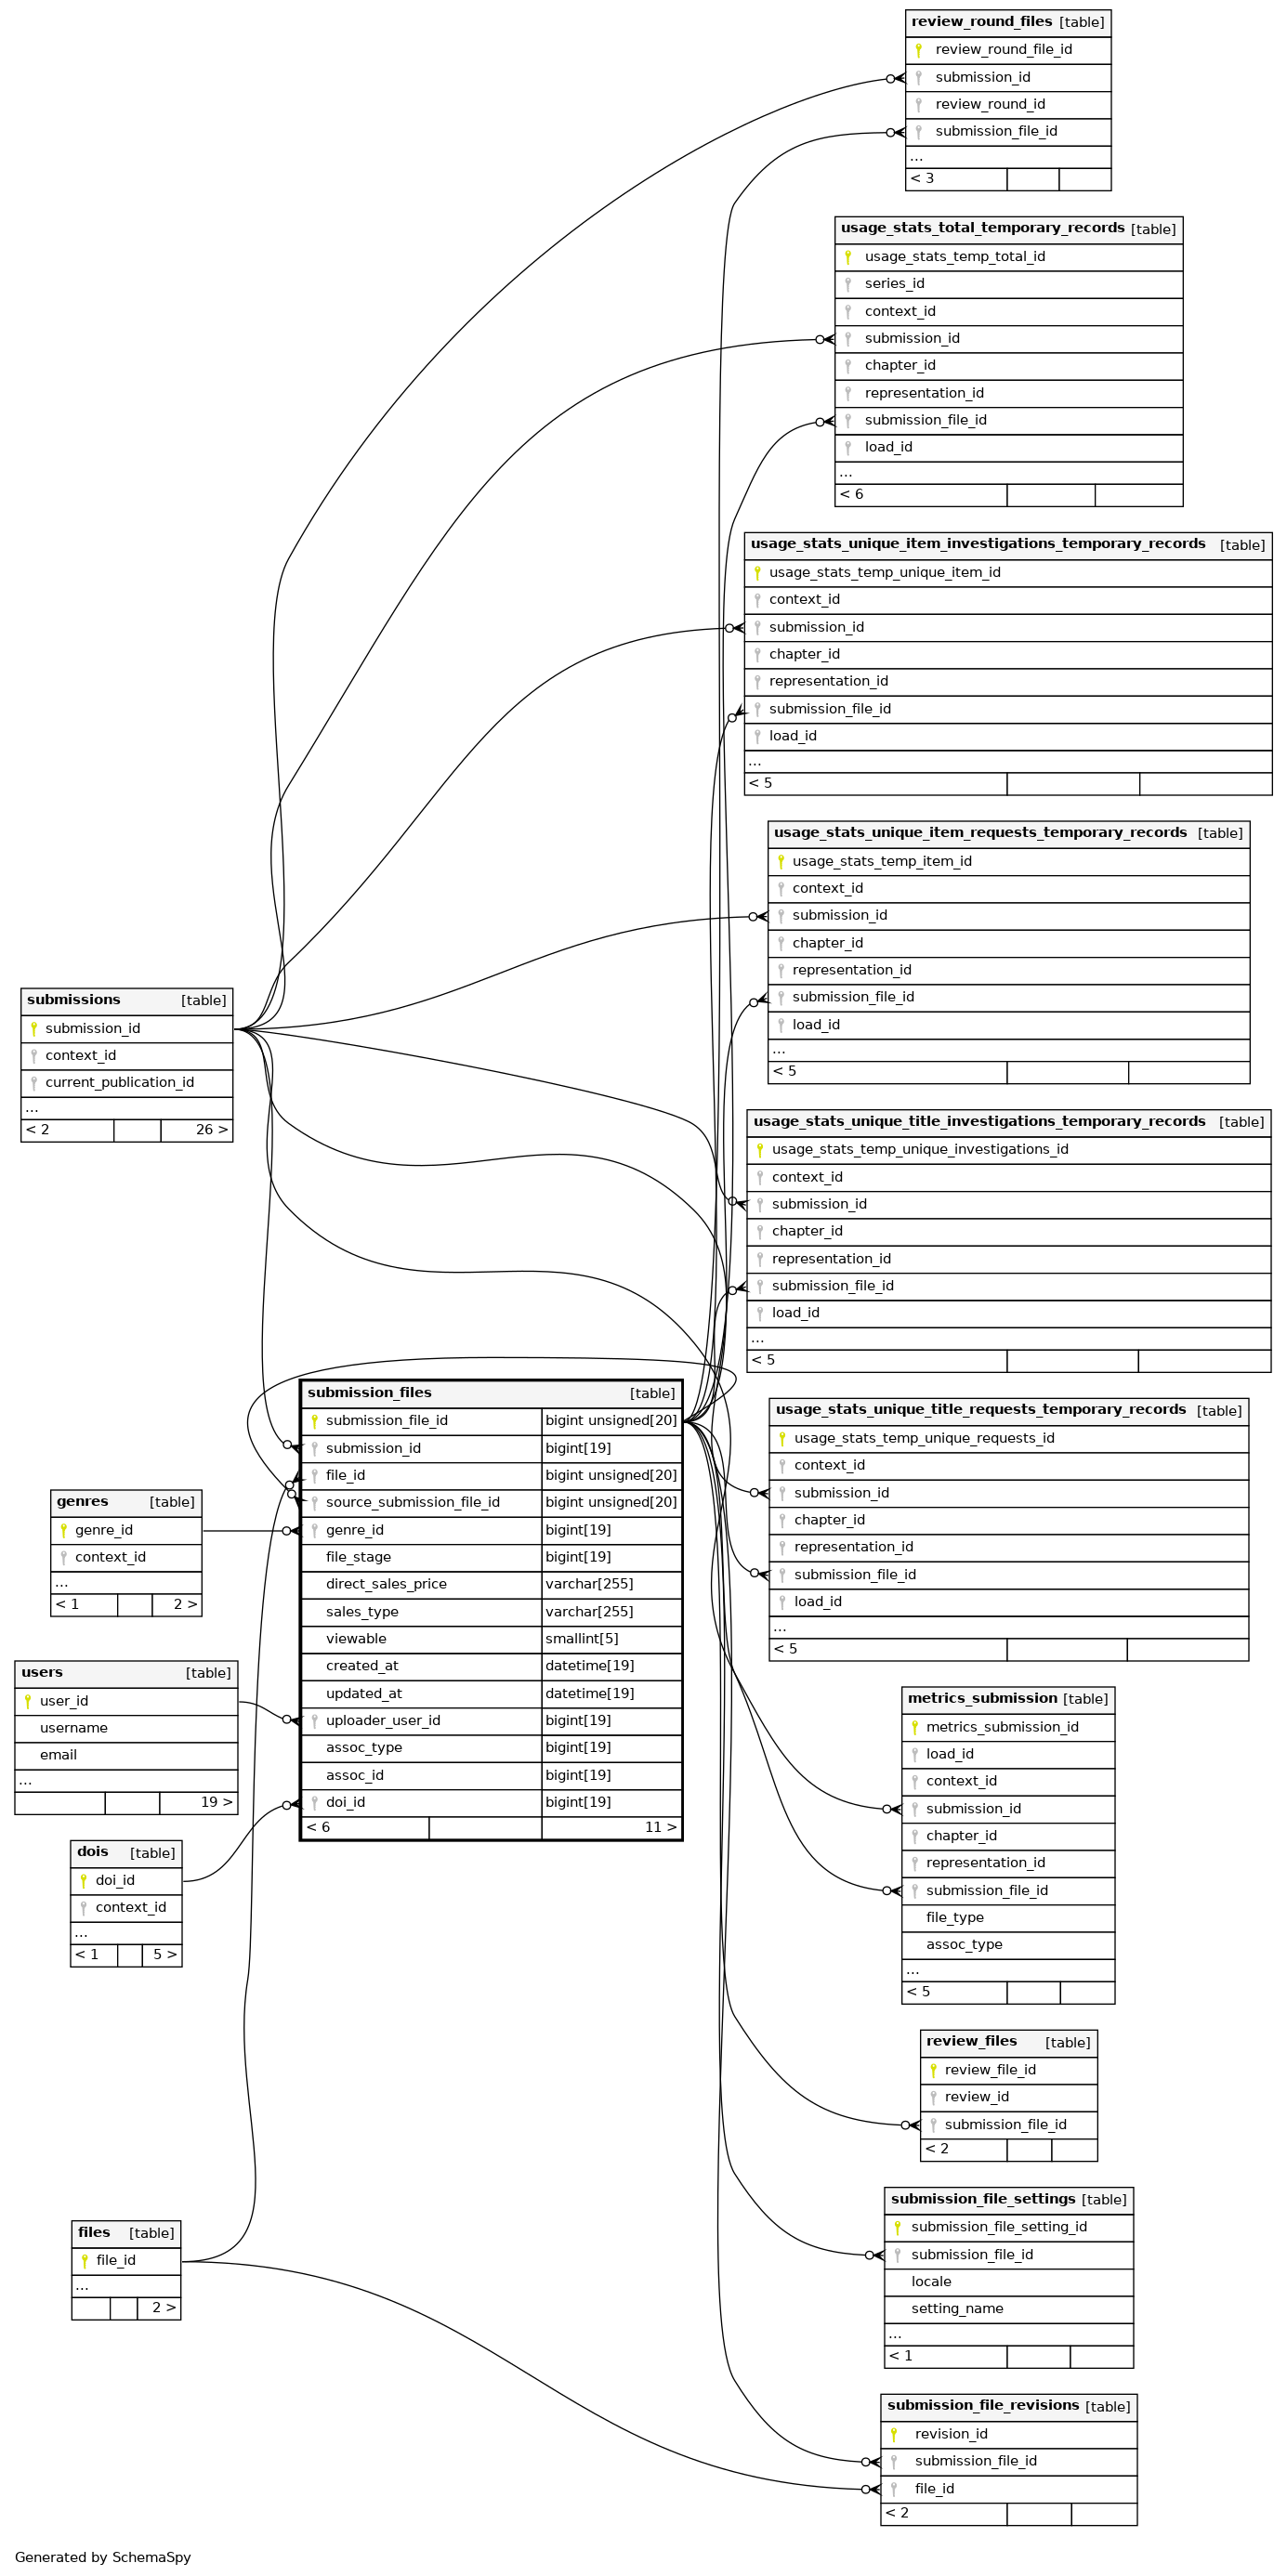 review_round_files [table]
review_round_file_id
submission_id
review_round_id
submission_file_id
...
< 3
usage_stats_total_temporary_records [table]
usage_stats_temp_total_id
series_id
context_id
submission_id
chapter_id
representation_id
submission_file_id
load_id
...
< 6
usage_stats_unique_item_investigations_temporary_records [table]
usage_stats_temp_unique_item_id
context_id
submission_id
chapter_id
representation_id
submission_file_id
load_id
...
< 5
usage_stats_unique_item_requests_temporary_records [table]
usage_stats_temp_item_id
context_id
submission_id
chapter_id
representation_id
submission_file_id
load_id
...
< 5
submissions [table]
submission_id
context_id
current_publication_id
...
< 2 26 >
usage_stats_unique_title_investigations_temporary_records [table]
usage_stats_temp_unique_investigations_id
context_id
submission_id
chapter_id
representation_id
submission_file_id
load_id
...
< 5
submission_files [table]
submission_file_id bigint unsigned[20]
submission_id bigint[19]
file_id bigint unsigned[20]
source_submission_file_id bigint unsigned[20]
genre_id bigint[19]
file_stage bigint[19]
direct_sales_price varchar[255]
sales_type varchar[255]
viewable smallint[5]
created_at datetime[19]
updated_at datetime[19]
uploader_user_id bigint[19]
assoc_type bigint[19]
assoc_id bigint[19]
doi_id bigint[19]
< 6 11 >
usage_stats_unique_title_requests_temporary_records [table]
usage_stats_temp_unique_requests_id
context_id
submission_id
chapter_id
representation_id
submission_file_id
load_id
...
< 5
genres [table]
genre_id
context_id
...
< 1 2 >
users [table]
user_id
username
email
...
19 >
metrics_submission [table]
metrics_submission_id
load_id
context_id
submission_id
chapter_id
representation_id
submission_file_id
file_type
assoc_type
...
< 5
dois [table]
doi_id
context_id
...
< 1 5 >
review_files [table]
review_file_id
review_id
submission_file_id
< 2
files [table]
file_id
...
2 >
submission_file_settings [table]
submission_file_setting_id
submission_file_id
locale
setting_name
...
< 1
submission_file_revisions [table]
revision_id
submission_file_id
file_id
< 2
Generated by SchemaSpy